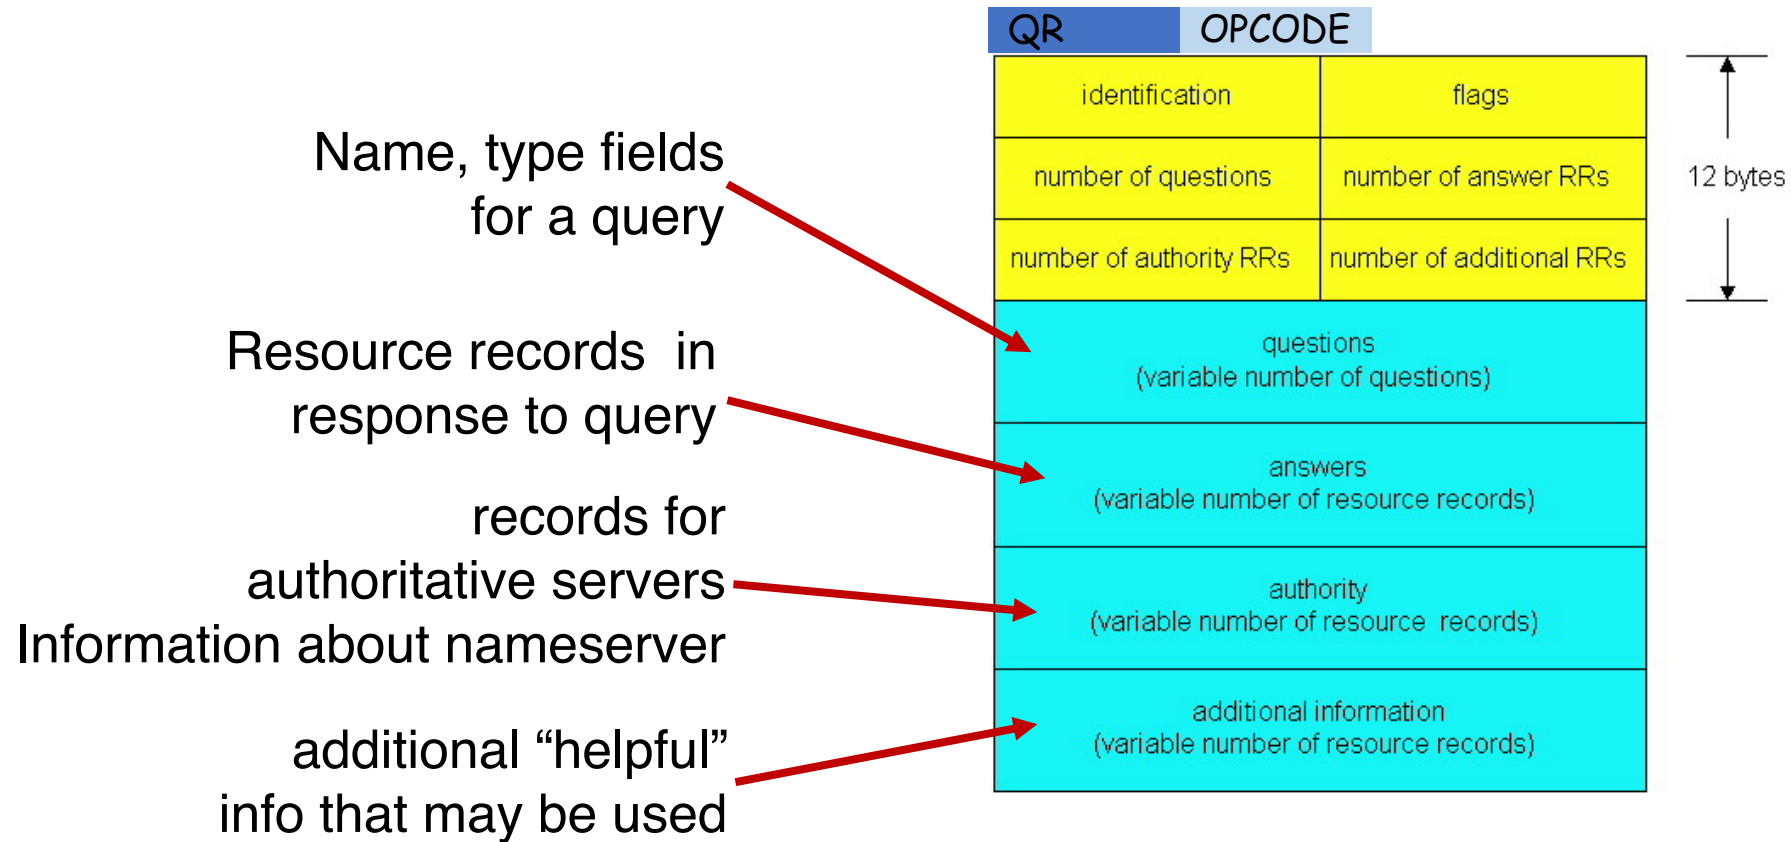 QR OPCODE
identification flags
number of questions number of answer RRs
12 bytes
number of authority RRs number of additional RRs
Name, type fields
for a query
questions
(variable number of questions)
Resource records in
response to query
answers
(variable number of resource records)
records for
authoritative servers
Information about nameserver
authority
(variable number of resource records)
additional “helpful”
info that may be used
additional information
(variable number of resource records)